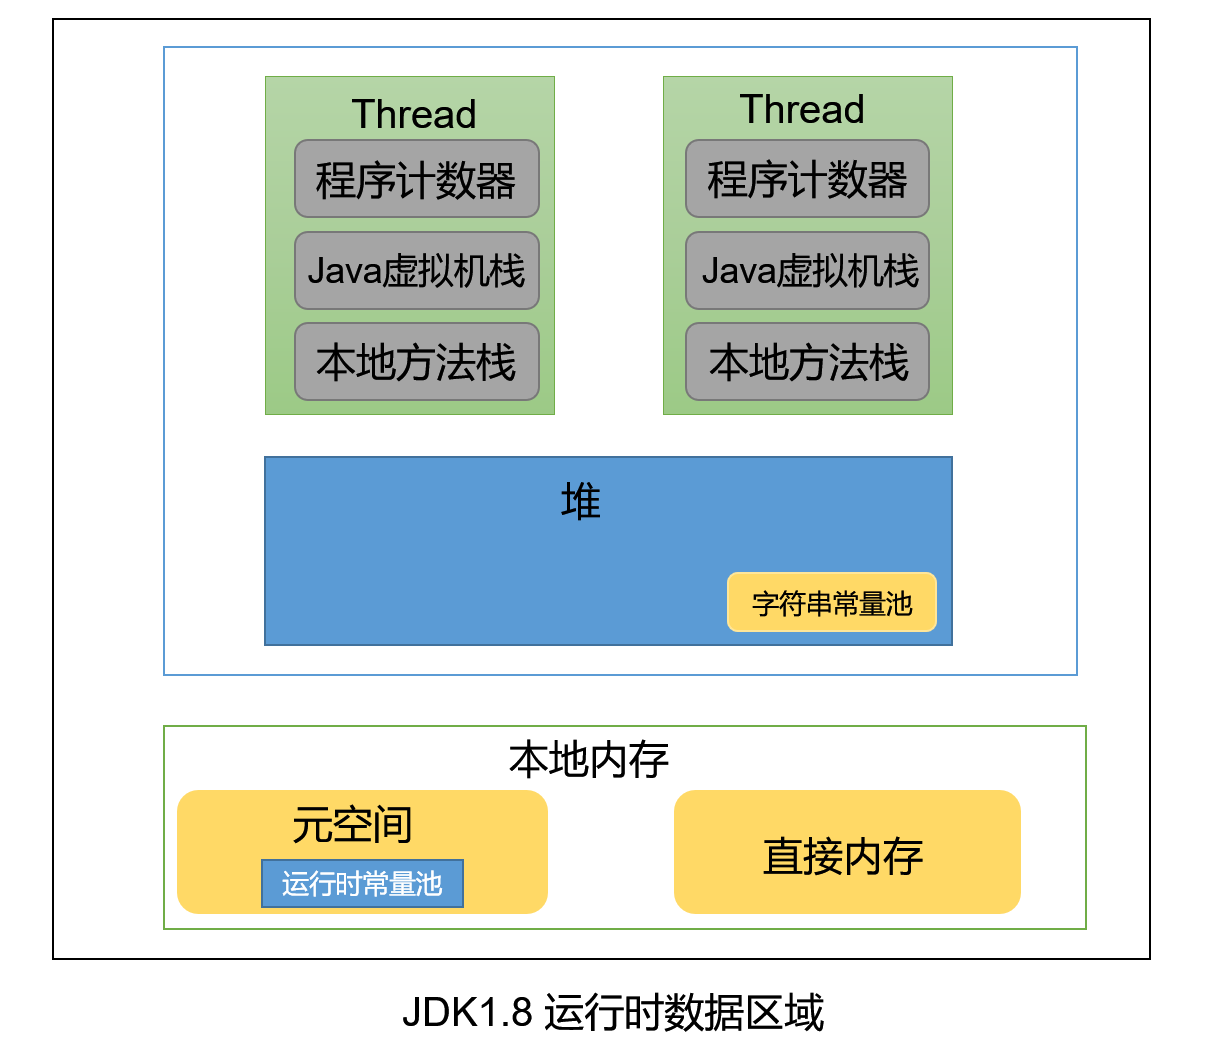 Thread
程序计数器
Java虚拟机栈
本地方法栈
Thread
程序计数器
Java虚拟机栈
本地方法栈
堆
字符串常量池
本地内存
元空间
运行时常量池
直接内存
JDK1.8 运行时数据区域